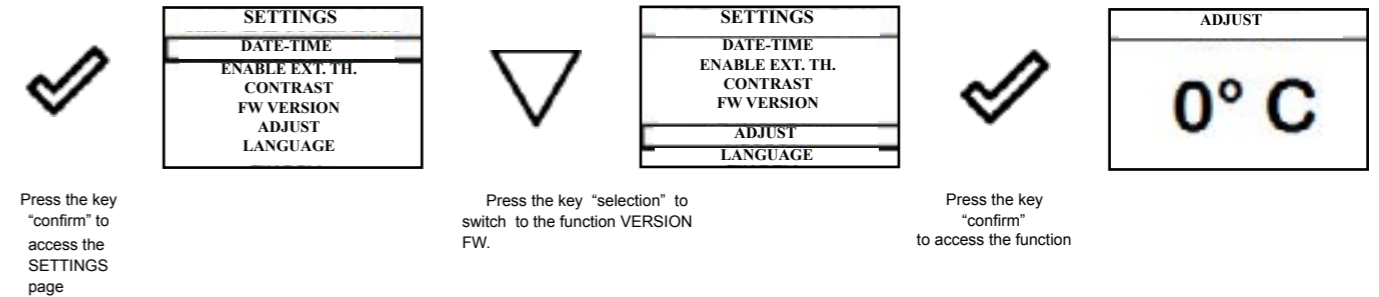 SETTINGS
DATE-TIME
ENABLE EXT. TH.
CONTRAST
FW VERSION
ADJUST
LANGUAGE
SETTINGS
DATE-TIME
ENABLE EXT. TH.
CONTRAST
FW VERSION
ADJUST
LANGUAGE
ADJUST
0° C
Press the key
“confirm” to
access the
SETTINGS
page
Press the key “selection” to
switch to the function VERSION
FW.
Press the key
“confirm”
to access the function